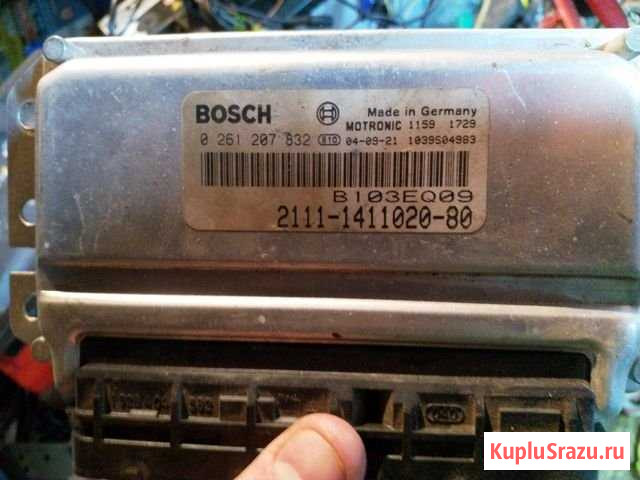 BOSCH Made in Germany
MOTRONIC 1159 1729
0 261 207 832 E10 04-09-21 1039S04983
B103EQ09
2111-1411020-80
KupluSrazu.ru